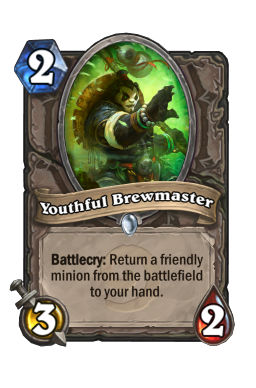 2
Youthful Brewmaster
Battlecry: Return a friendly
minion from the battlefield
to your hand.
3
2